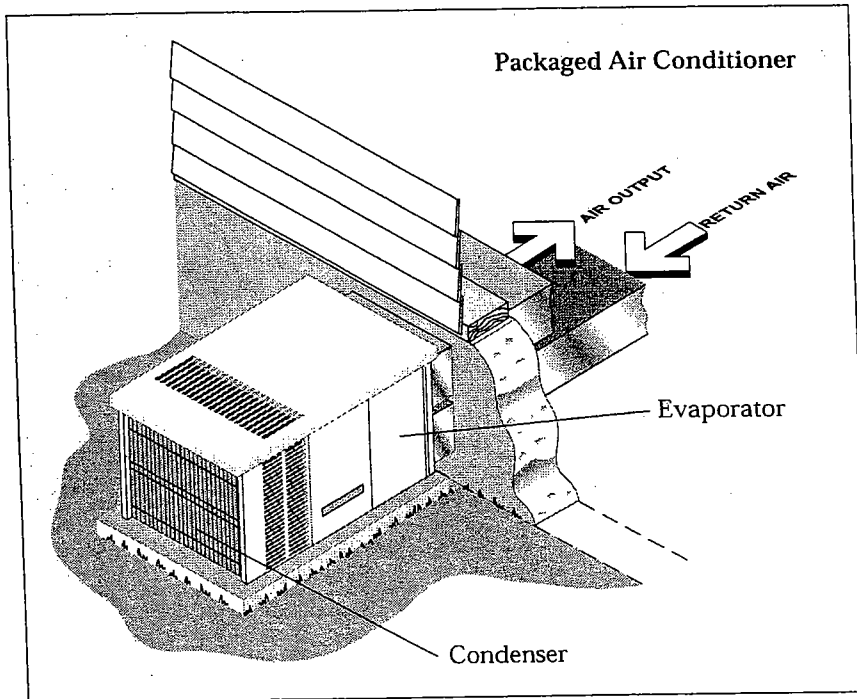 Packaged Air Conditioner
AIR OUTPUT
RETURN AIR
Evaporator
Condenser